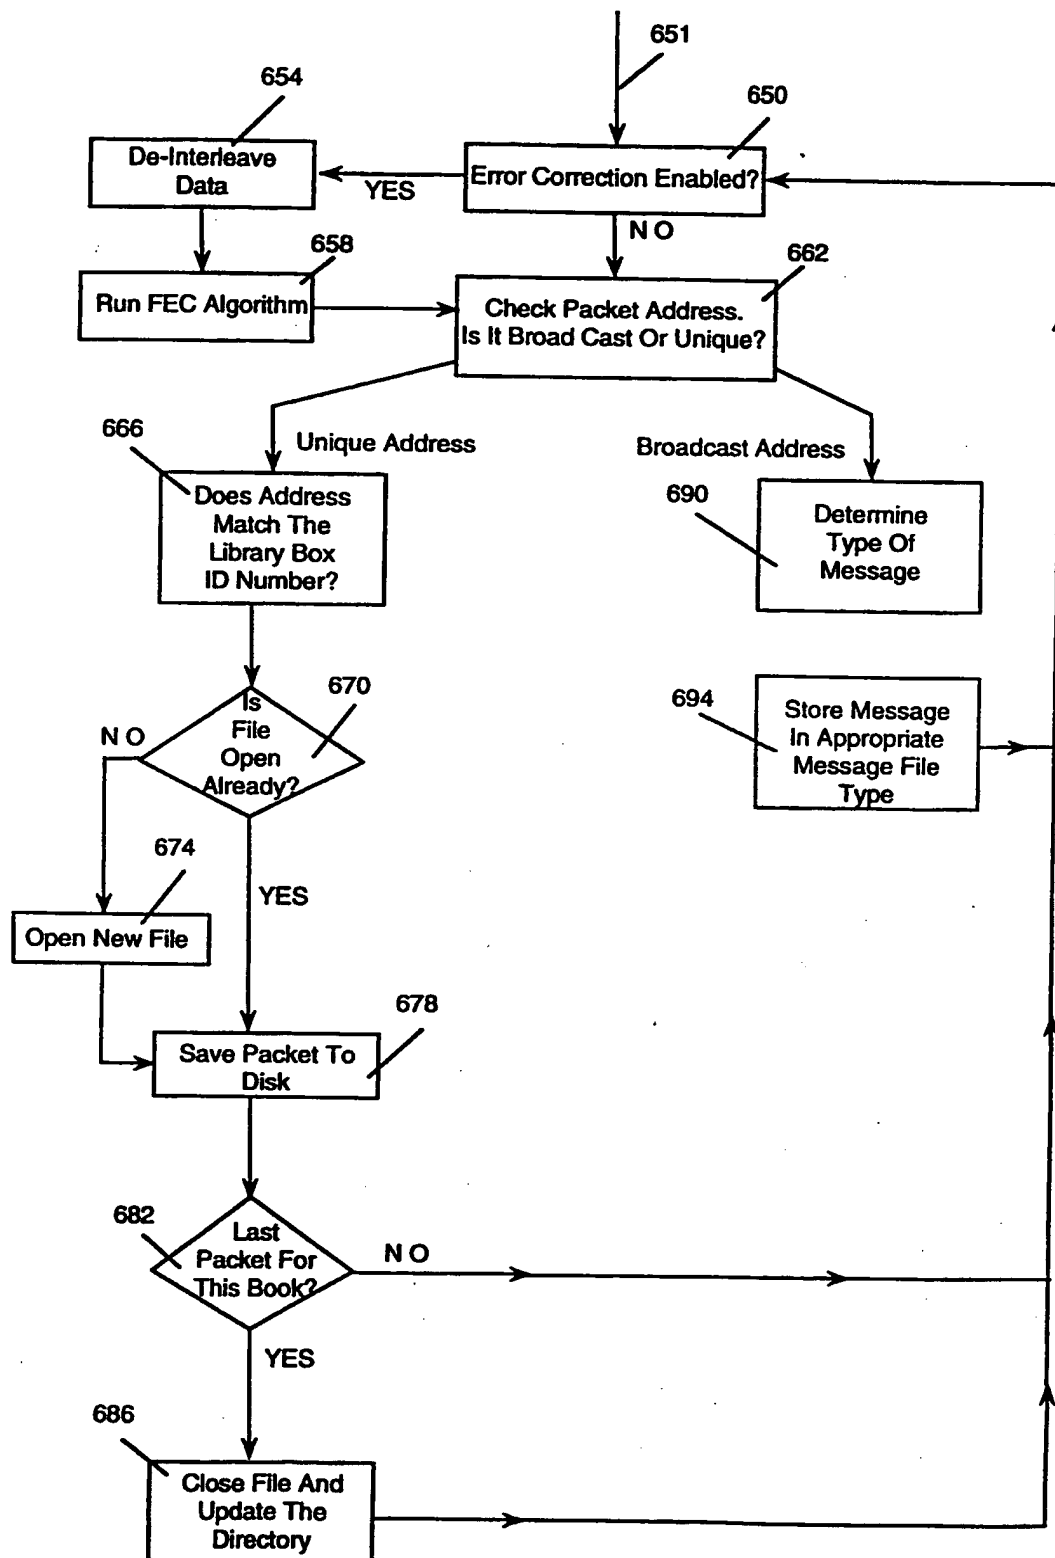 651
654
650
De-Interleave
Data
YES
Error Correction Enabled?
N O
658
662
Run FEC Algorithm
Check Packet Address.
Is It Broad Cast Or Unique?
666
Unique Address
Broadcast Address
Does Address
Match The
Library Box
ID Number?
690
Determine
Type Of
Message
670
Is
File
Open
Already?
N O
694
Store Message
In Appropriate
Message File
Type
674
YES
Open New File
678
Save Packet To
Disk
682
Last
Packet For
This Book?
N O
YES
686
Close File And
Update The
Directory